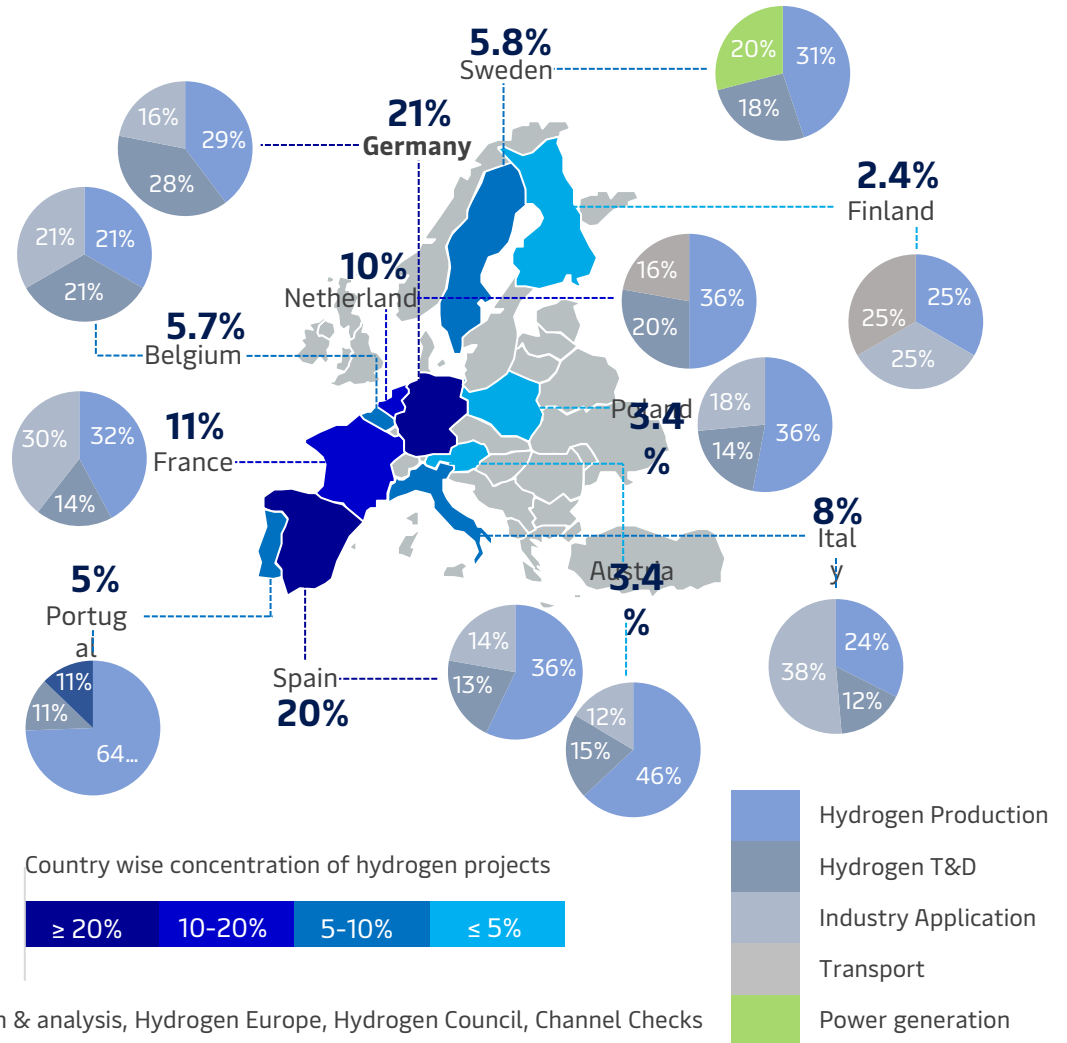 5.8%
Sweden
20%
31%
18%
21%
Germany
16%
29%
28%
2.4%
Finland
21%
21%
21%
10%
Netherland
16%
36%
20%
25%
25%
25%
5.7%
Belgium
Poland
3.4
%
18%
36%
14%
30%
32%
14%
11%
France
8%
Ital
y
5%
Portug
al
Austria
3.4
%
11%
11%
64...
Spain
20%
14%
36%
13%
12%
15%
46%
24%
38%
12%
Hydrogen Production
Hydrogen T&D
Industry Application
Transport
Power generation
Country wise concentration of hydrogen projects
≥ 20%
10-20%
5-10%
≤ 5%
& analysis, Hydrogen Europe, Hydrogen Council, Channel Checks